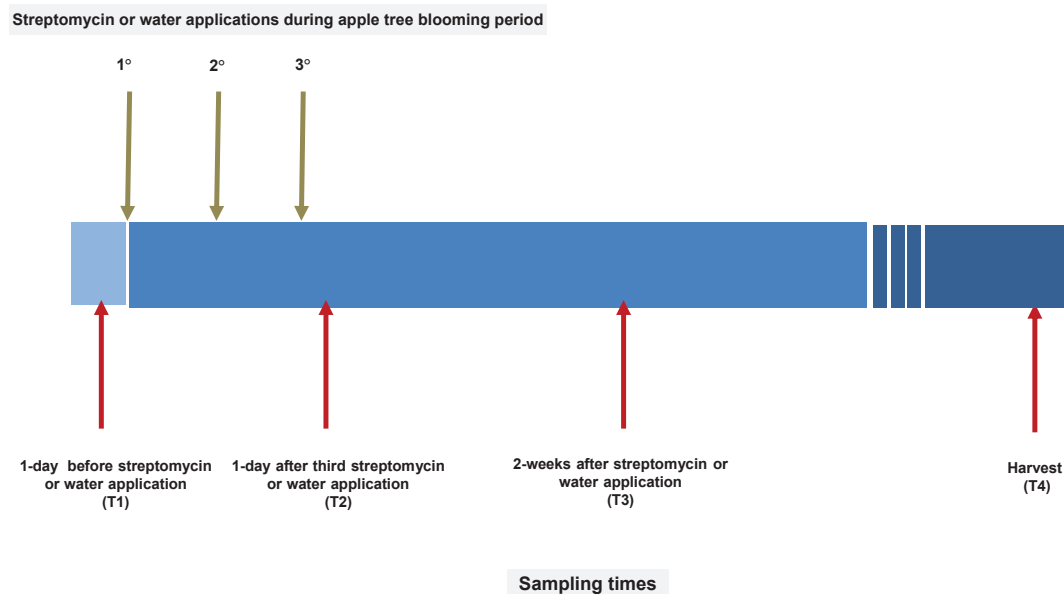 Streptomycin or water applications during apple tree blooming period
1° 2° 3°
1-day before streptomycin
or water application
(T1)
1-day after third streptomycin
or water application
(T2)
2-weeks after streptomycin or
water application
(T3)
Harvest
(T4)
Sampling times